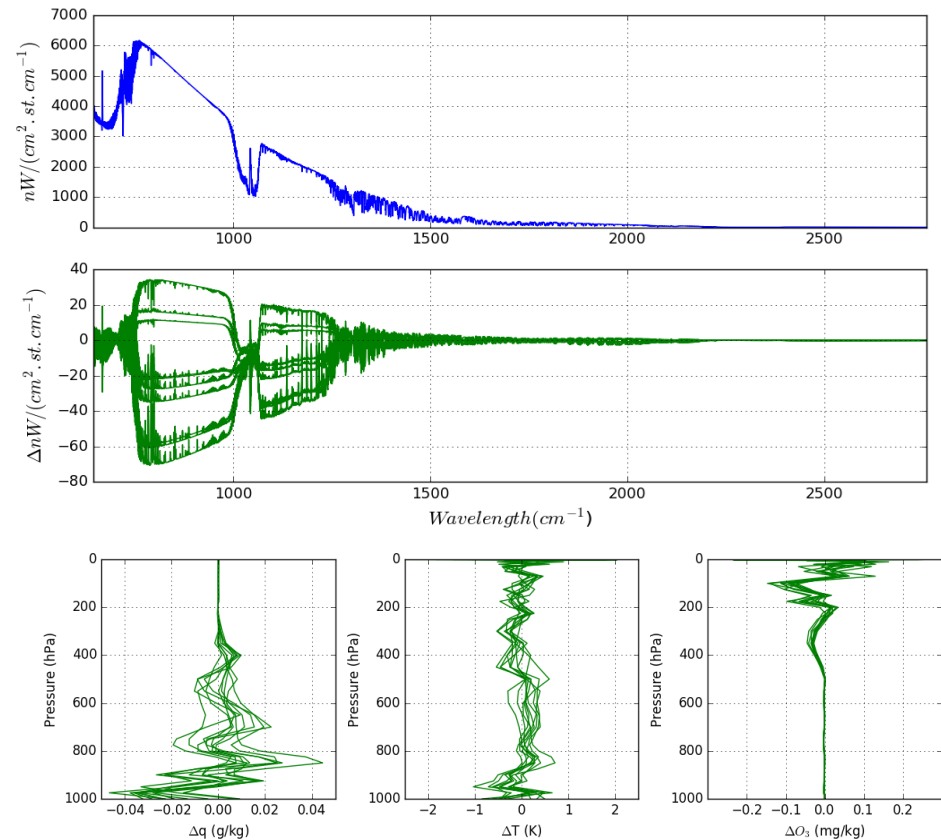 7000
6000
5000
4000
3000
2000
1000
0
nW/(cm².st.cm⁻¹)
1000 1500 2000 2500
40
20
0
−20
−40
−60
−80
ΔnW/(cm².st.cm⁻¹)
1000 1500 2000 2500
Wavelength(cm⁻¹)
0
200
400
600
800
1000
Pressure (hPa)
−0.04 −0.02 0.00 0.02 0.04
Δq (g/kg)
0
200
400
600
800
1000
Pressure (hPa)
−2 −1 0 1 2
ΔT (K)
0
200
400
600
800
1000
Pressure (hPa)
−0.2 −0.1 0.0 0.1 0.2
ΔO₃ (mg/kg)